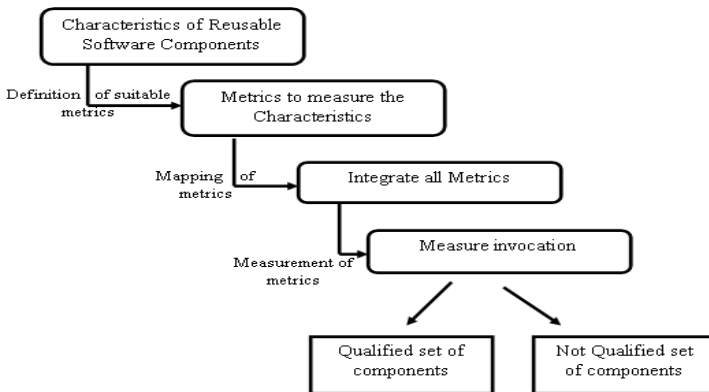 Characteristics of Reusable
Software Components
Definition of suitable
metrics
Metrics to measure the
Characteristics
Mapping of
metrics
Integrate all Metrics
Measure invocation
Measurement of
metrics
Qualified set of
components
Not Qualified set
of components